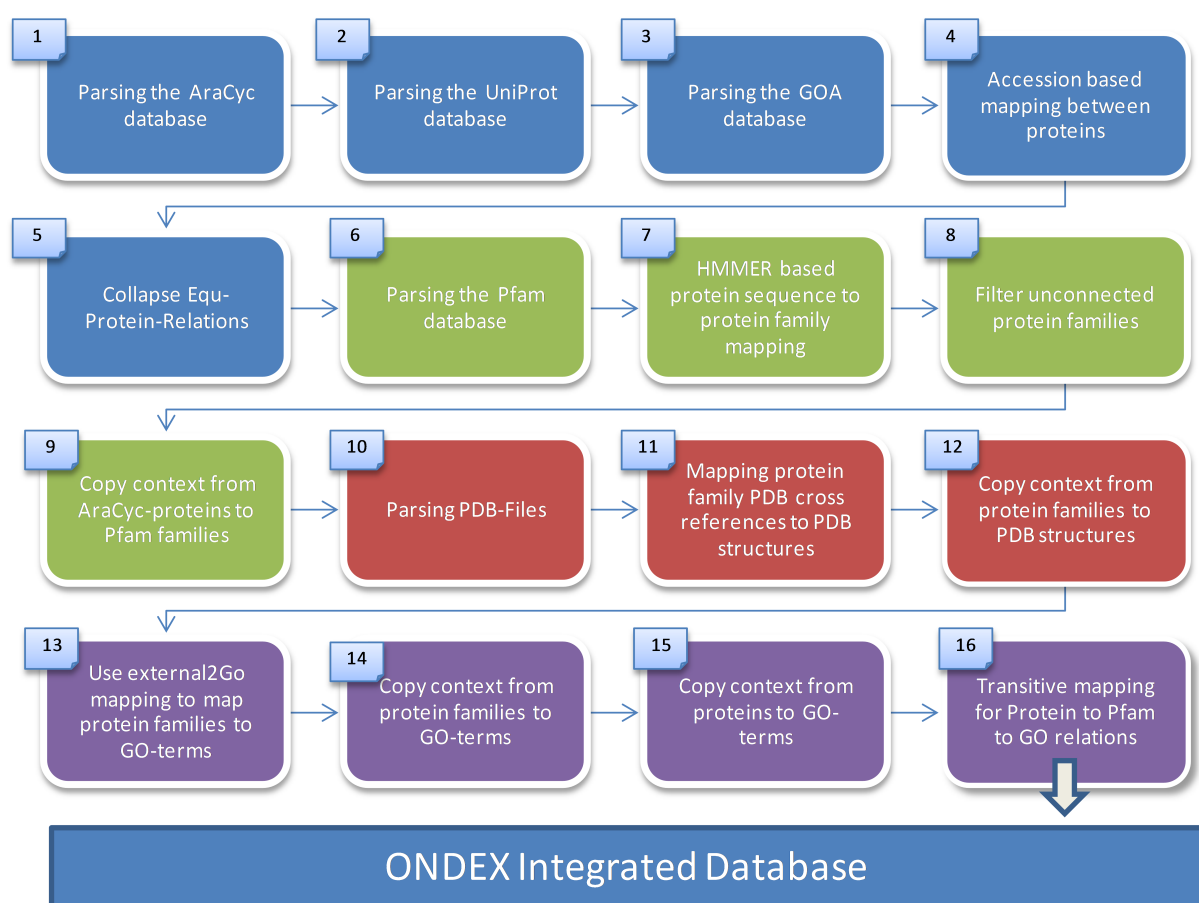 1
Parsing the AraCyc
database
2
Parsing the UniProt
database
3
Parsing the GOA
database
4
Accession based
mapping between
proteins
5
Collapse Equ-
Protein-Relations
6
Parsing the Pfam
database
7
HMMER based
protein sequence to
protein family
mapping
8
Filter unconnected
protein families
9
Copy context from
AraCyc-proteins to
Pfam families
10
Parsing PDB-Files
11
Mapping protein
family PDB cross
references to PDB
structures
12
Copy context from
protein families to
PDB structures
13
Use external2Go
mapping to map
protein families to
GO-terms
14
Copy context from
protein families to
GO-terms
15
Copy context from
proteins to GO-
terms
16
Transitive mapping
for Protein to Pfam
to GO relations
ONDEX Integrated Database